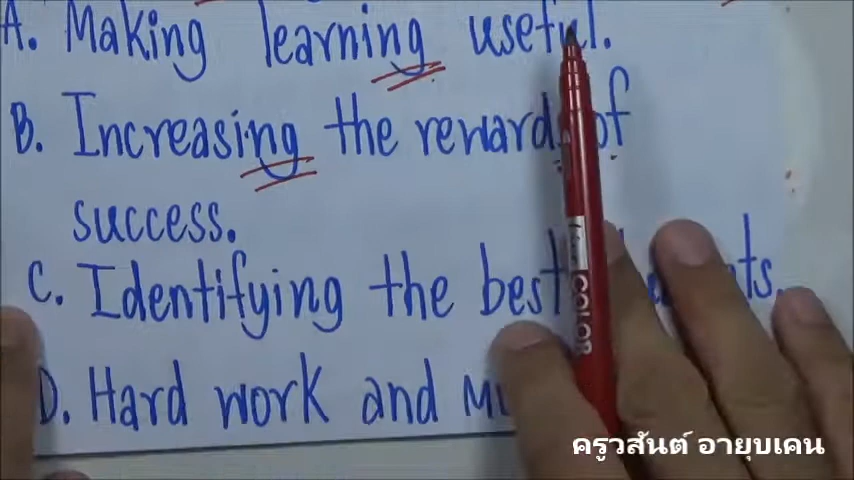 A. Making learning useful.
B. Increasing the rewards of
success.
C. Identifying the best
D. Hard work and
COLOR
ครูวสันต์ อายุบเคน